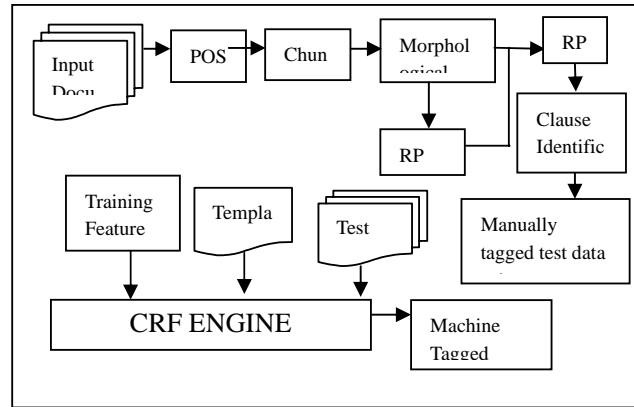 Input
Docu
POS
Chun
Morphol
ogical
RP
RP
Clause
Identific
Manually
tagged test data
Training
Feature
Templa
Test
CRF ENGINE
Machine
Tagged